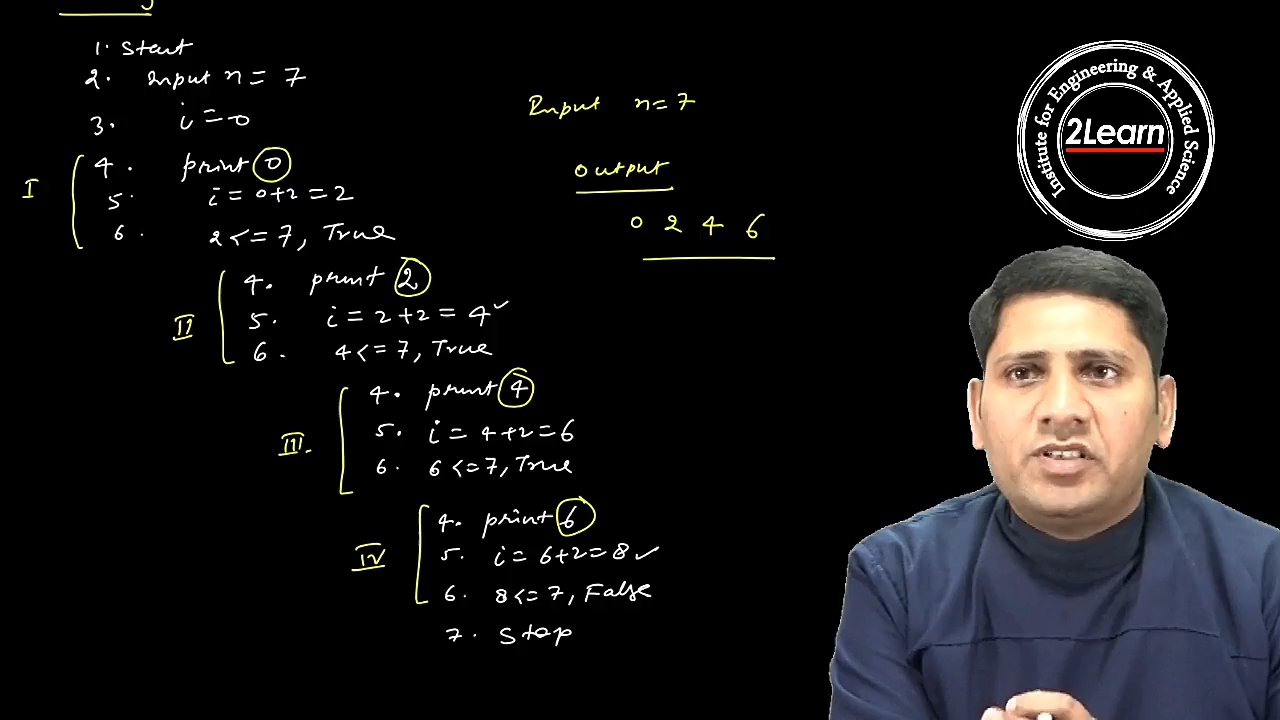 1. Start
2. Input n = 7
3. i = 0
I
4. print 0
5. i = 0+2 = 2
6. 2 <= 7, True
II
4. print 2
5. i = 2+2 = 4 ✓
6. 4 <= 7, True
III.
4. print 4
5. i = 4+2 = 6
6. 6 <= 7, True
IV
4. print 6
5. i = 6+2 = 8 ✓
6. 8 <= 7, False
7. Stop
Input n = 7
Output
0 2 4 6
Institute for Engineering & Applied Science
2Learn